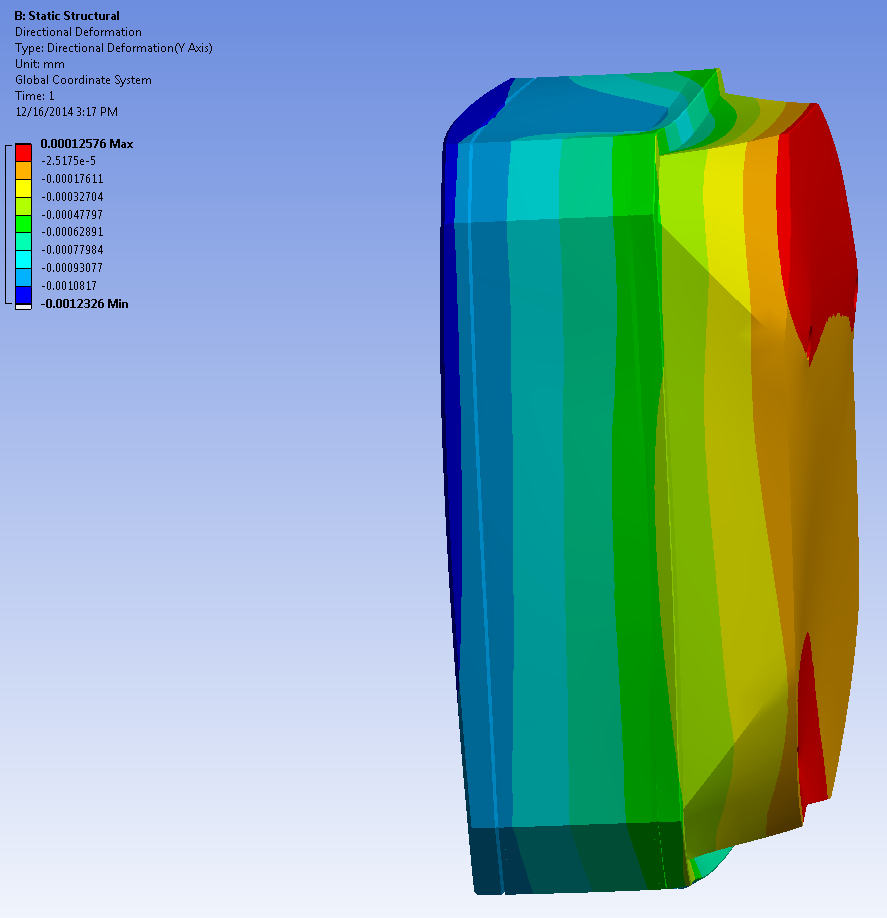 B: Static Structural
Directional Deformation
Type: Directional Deformation(Y Axis)
Unit: mm
Global Coordinate System
Time: 1
12/16/2014 3:17 PM
0.00012576 Max
-2.5175e-5
-0.00017611
-0.00032704
-0.00047797
-0.00062891
-0.00077984
-0.00093077
-0.0010817
-0.0012326 Min